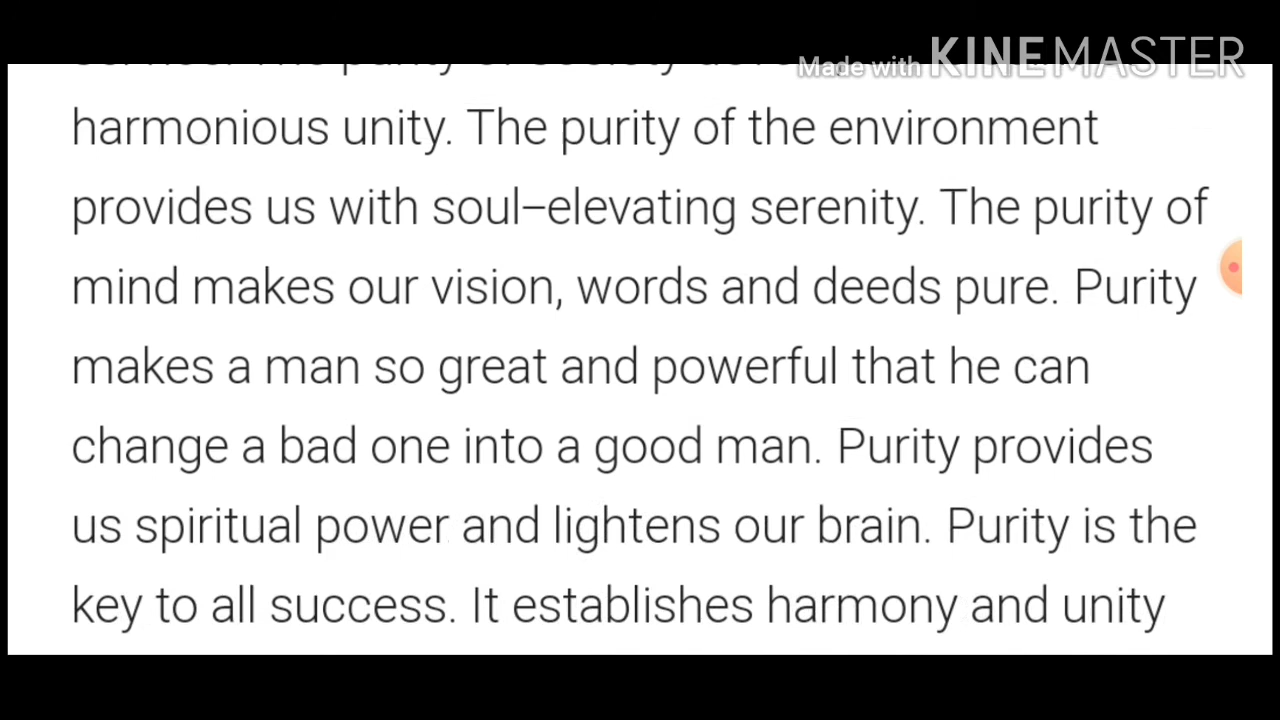 Made with KINEMASTER
purity of society
harmonious unity. The purity of the environment
provides us with soul–elevating serenity. The purity of
mind makes our vision, words and deeds pure. Purity
makes a man so great and powerful that he can
change a bad one into a good man. Purity provides
us spiritual power and lightens our brain. Purity is the
key to all success. It establishes harmony and unity